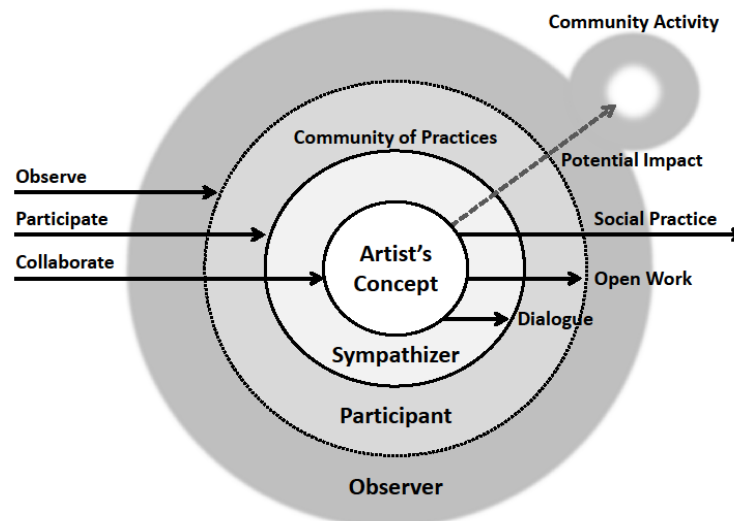 Community Activity
Community of Practices
Potential Impact
Observe
Participate
Social Practice
Collaborate
Artist's
Concept
Open Work
Dialogue
Sympathizer
Participant
Observer